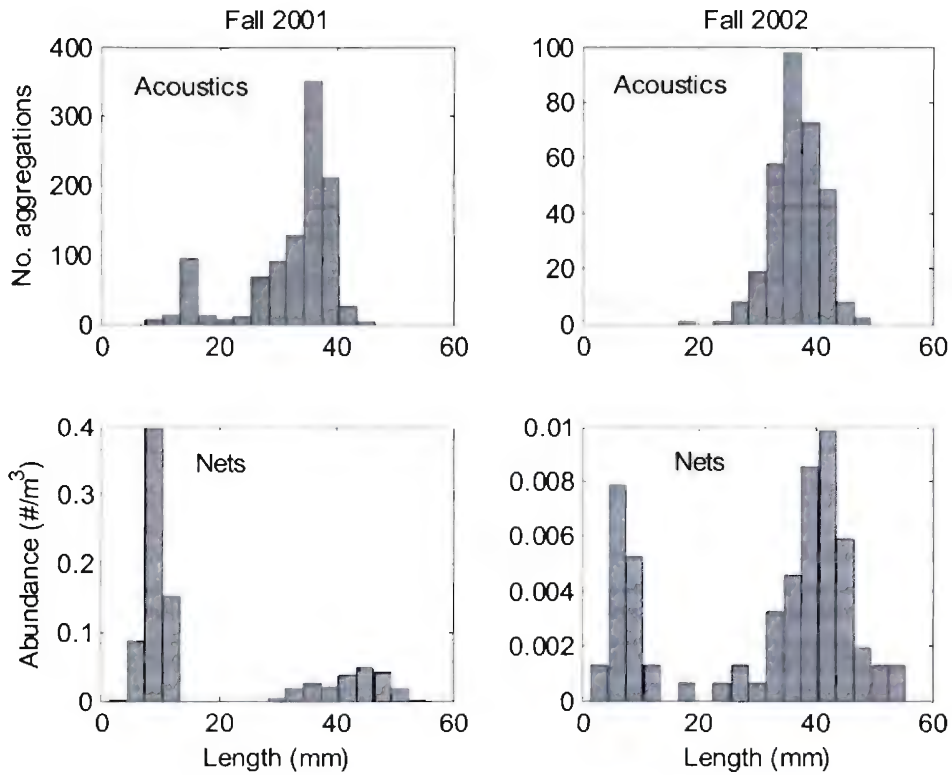 Fall 2001
Fall 2002
400
300
200
100
0
0 20 40 60
No. aggregations
Acoustics
100
80
60
40
20
0
0 20 40 60
Acoustics
0.4
0.3
0.2
0.1
0
0 20 40 60
Abundance (#/m³)
Length (mm)
Nets
0.01
0.008
0.006
0.004
0.002
0
0 20 40 60
Length (mm)
Nets